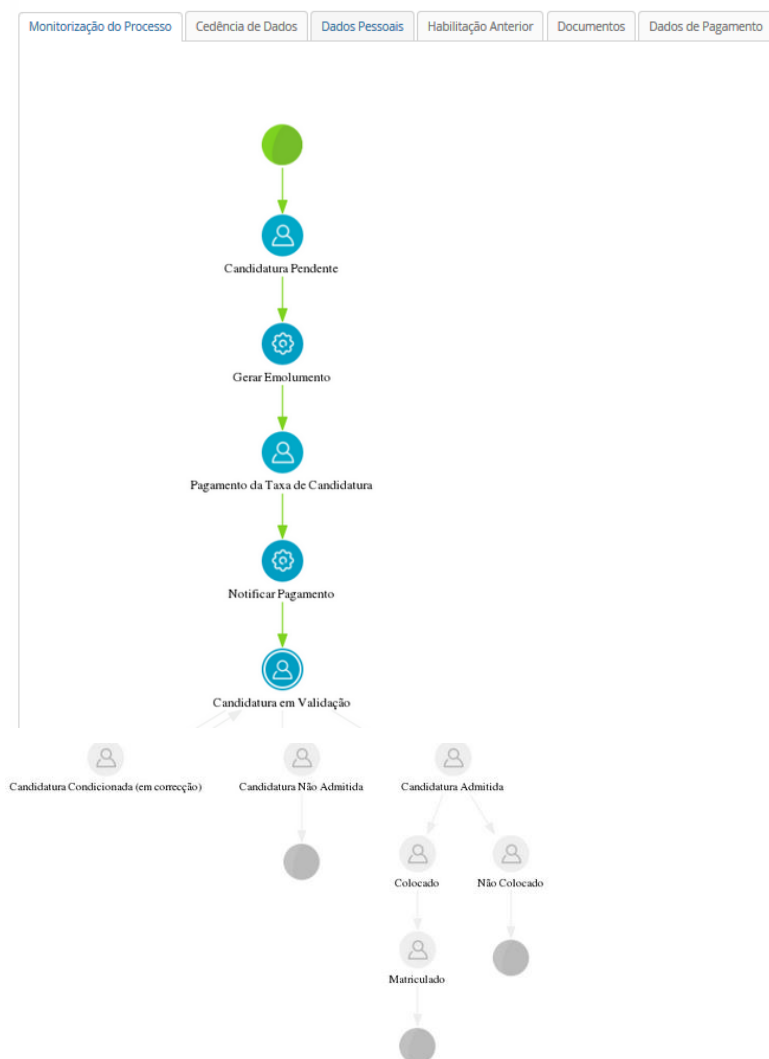 Monitorização do Processo
Cedência de Dados
Dados Pessoais
Habilitação Anterior
Documentos
Dados de Pagamento
Candidatura Pendente
Gerar Emolumento
Pagamento da Taxa de Candidatura
Notificar Pagamento
Candidatura em Validação
Candidatura Condicionada (em correcção)
Candidatura Não Admitida
Candidatura Admitida
Colocado
Não Colocado
Matriculado